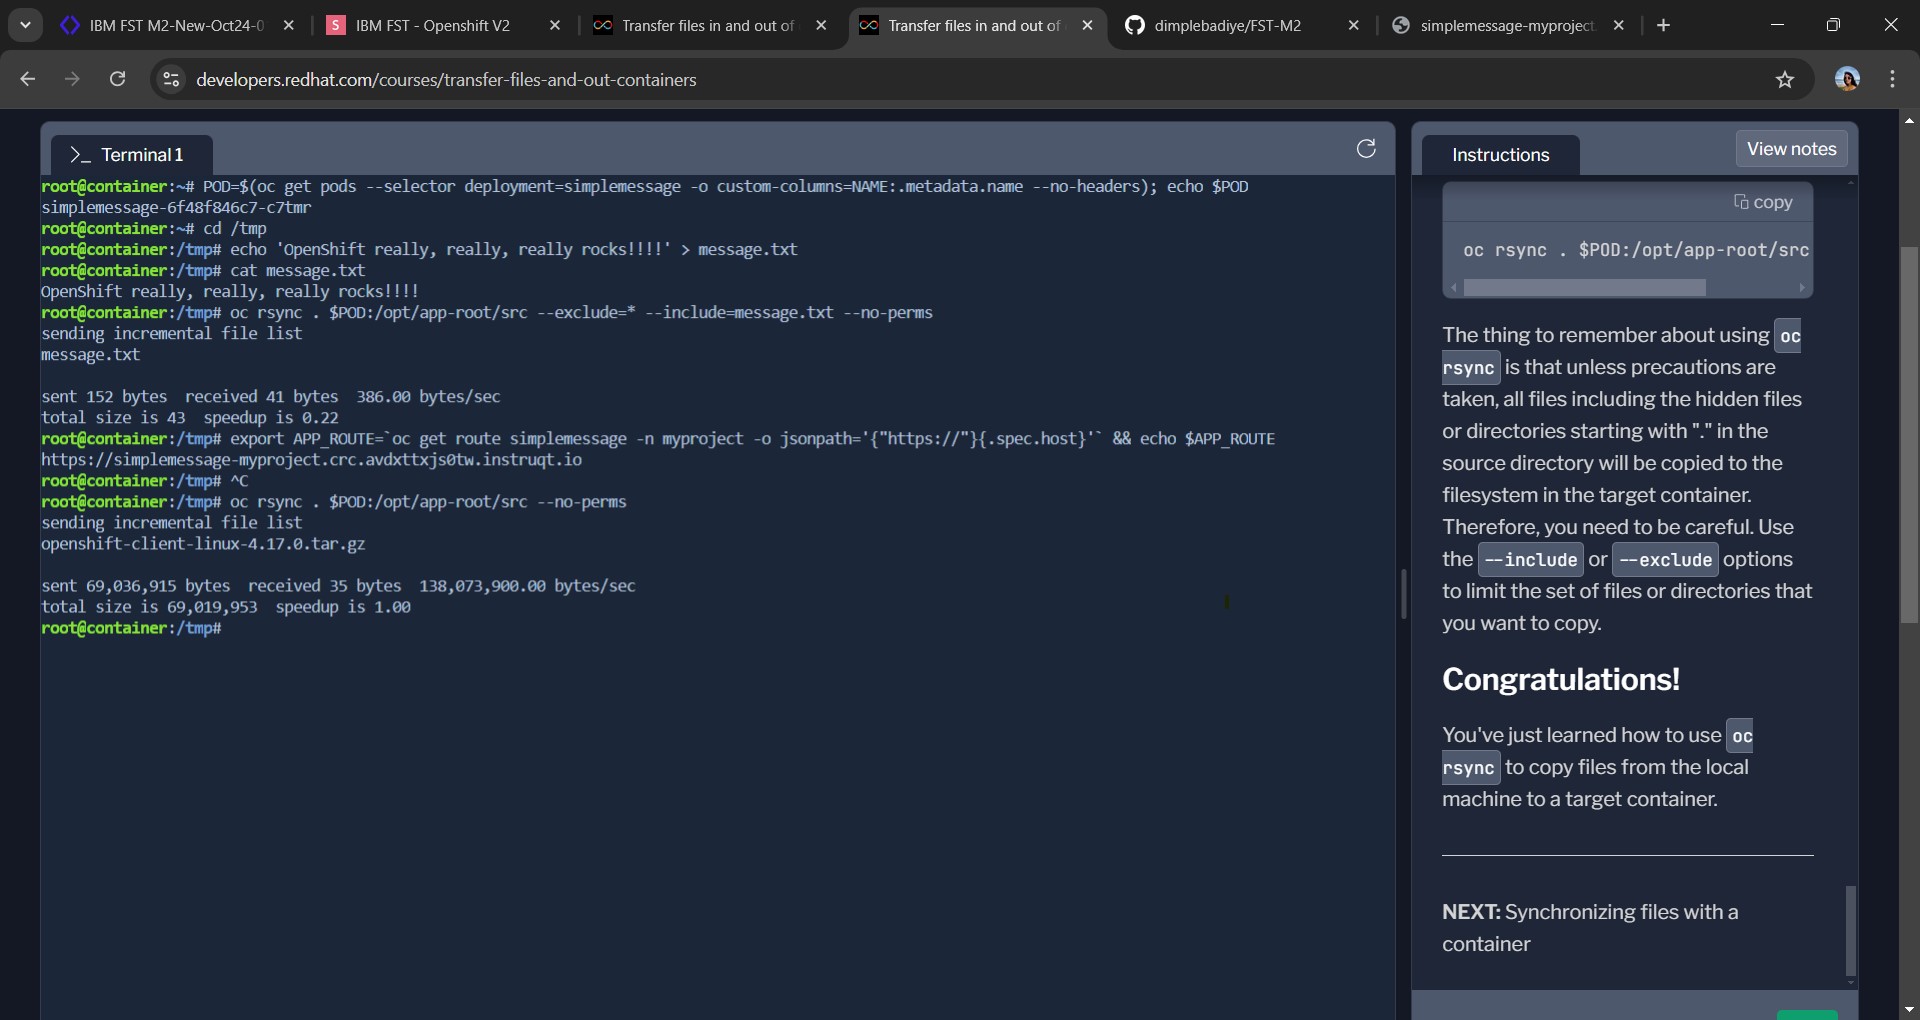 IBM FST M2-New-Oct24-0
IBM FST - Openshift V2
Transfer files in and out of
Transfer files in and out of
dimplebadiye/FST-M2
simplemessage-myproject
developers.redhat.com/courses/transfer-files-and-out-containers
>_ Terminal 1
root@container:~# POD=$(oc get pods --selector deployment=simplemessage -o custom-columns=NAME:.metadata.name --no-headers); echo $POD
simplemessage-6f48f846c7-c7tmr
root@container:~# cd /tmp
root@container:/tmp# echo 'OpenShift really, really, really rocks!!!!' > message.txt
root@container:/tmp# cat message.txt
OpenShift really, really, really rocks!!!!
root@container:/tmp# oc rsync . $POD:/opt/app-root/src --exclude=* --include=message.txt --no-perms
sending incremental file list
message.txt
sent 152 bytes  received 41 bytes  386.00 bytes/sec
total size is 43  speedup is 0.22
root@container:/tmp# export APP_ROUTE=`oc get route simplemessage -n myproject -o jsonpath='{"https://"}{.spec.host}'` && echo $APP_ROUTE
https://simplemessage-myproject.crc.avdxttxjs0tw.instruqt.io
root@container:/tmp# ^C
root@container:/tmp# oc rsync . $POD:/opt/app-root/src --no-perms
sending incremental file list
openshift-client-linux-4.17.0.tar.gz
sent 69,036,915 bytes  received 35 bytes  138,073,900.00 bytes/sec
total size is 69,019,953  speedup is 1.00
root@container:/tmp#
Instructions
View notes
copy
oc rsync . $POD:/opt/app-root/src
The thing to remember about using oc
rsync is that unless precautions are
taken, all files including the hidden files
or directories starting with "." in the
source directory will be copied to the
filesystem in the target container.
Therefore, you need to be careful. Use
the --include or --exclude options
to limit the set of files or directories that
you want to copy.
Congratulations!
You've just learned how to use oc
rsync to copy files from the local
machine to a target container.
NEXT: Synchronizing files with a
container